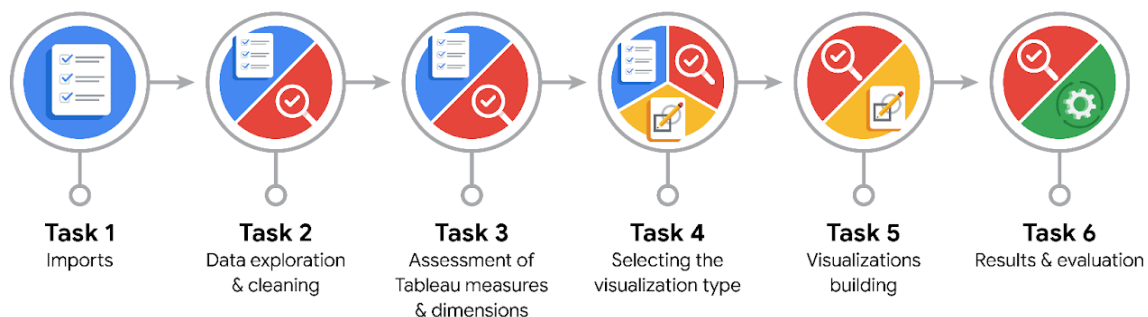 Task 1
Imports
Task 2
Data exploration
& cleaning
Task 3
Assessment of
Tableau measures
& dimensions
Task 4
Selecting the
visualization type
Task 5
Visualizations
building
Task 6
Results & evaluation